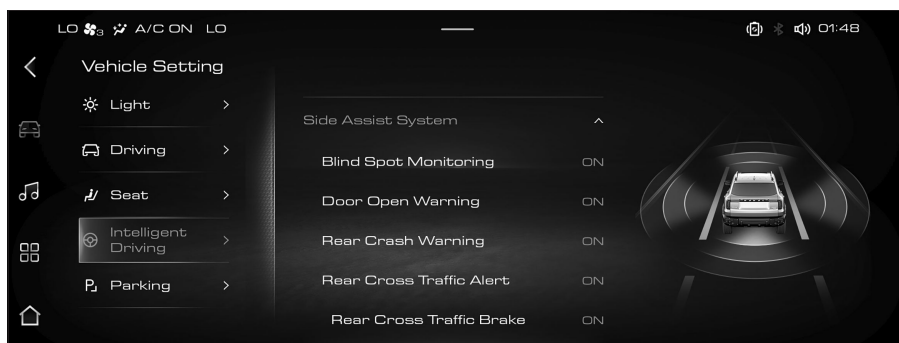 LO 3 A/C ON LO
01:48
Vehicle Setting
Light
Driving
Seat
Intelligent
Driving
Parking
Side Assist System
Blind Spot Monitoring ON
Door Open Warning ON
Rear Crash Warning ON
Rear Cross Traffic Alert ON
Rear Cross Traffic Brake ON